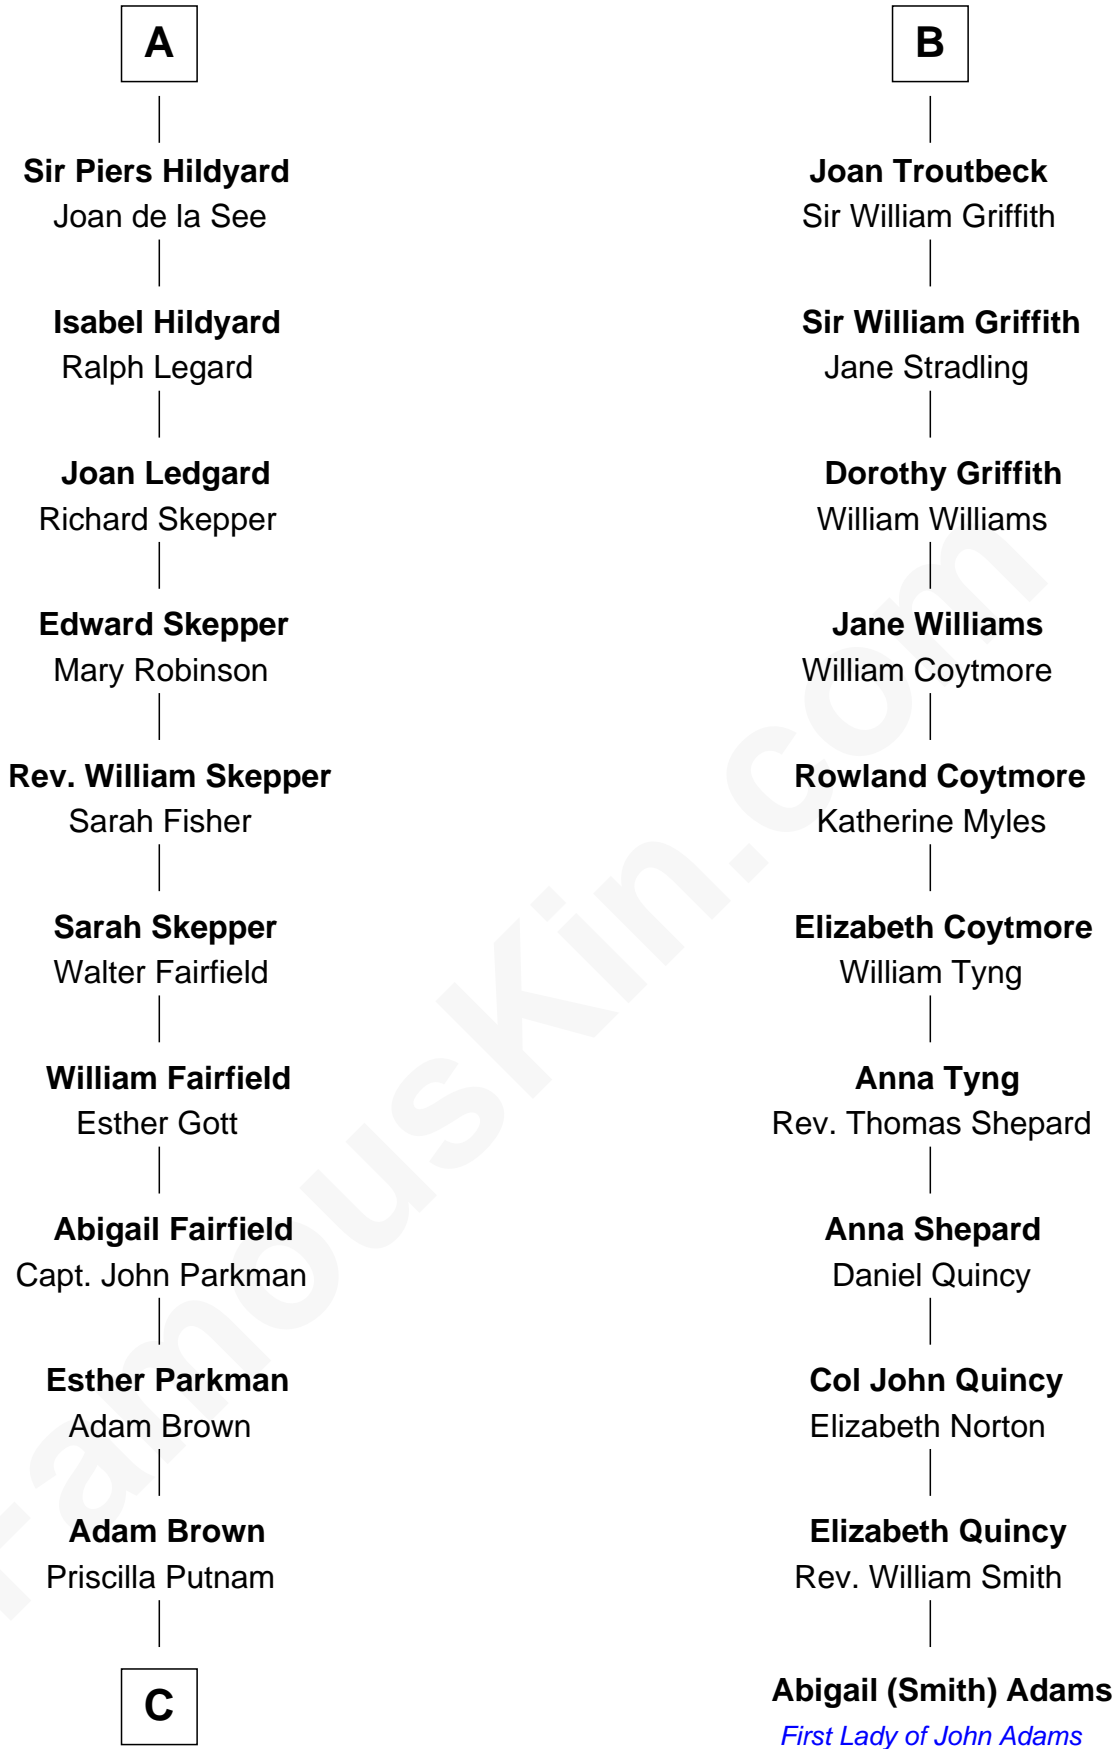 A
Sir Piers Hildyard
Joan de la See
Isabel Hildyard
Ralph Legard
Joan Ledgard
Richard Skepper
Edward Skepper
Mary Robinson
Rev. William Skepper
Sarah Fisher
Sarah Skepper
Walter Fairfield
William Fairfield
Esther Gott
Abigail Fairfield
Capt. John Parkman
Esther Parkman
Adam Brown
Adam Brown
Priscilla Putnam
C
B
Joan Troutbeck
Sir William Griffith
Sir William Griffith
Jane Stradling
Dorothy Griffith
William Williams
Jane Williams
William Coytmore
Rowland Coytmore
Katherine Myles
Elizabeth Coytmore
William Tyng
Anna Tyng
Rev. Thomas Shepard
Anna Shepard
Daniel Quincy
Col John Quincy
Elizabeth Norton
Elizabeth Quincy
Rev. William Smith
Abigail (Smith) Adams
First Lady of John Adams
FamousKin.com